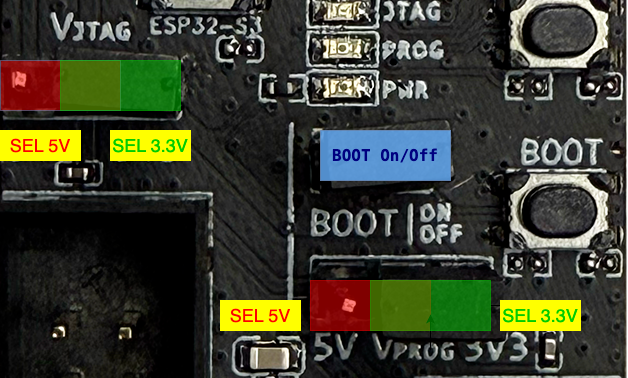 VJTAG
ESP32-S3
JTAG
PROG
PWR
SEL 5V
SEL 3.3V
BOOT On/Off
BOOT
BOOT | ON
OFF
SEL 5V
SEL 3.3V
5V VPROG 3V3